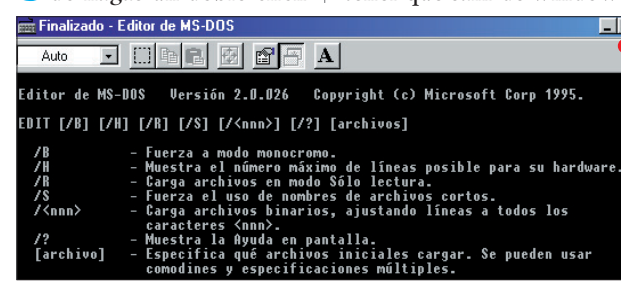 Finalizado - Editor de MS-DOS
Auto
A
Editor de MS-DOS Versión 2.0.026 Copyright (c) Microsoft Corp 1995.
EDIT [/B] [/H] [/R] [/S] [/<nnn>] [/?] [archivos]
/B - Fuerza a modo monocromo.
/H - Muestra el número máximo de líneas posible para su hardware.
/R - Carga archivos en modo Sólo lectura.
/S - Fuerza el uso de nombres de archivos cortos.
/<nnn> - Carga archivos binarios, ajustando líneas a todos los
caracteres <nnn>.
/? - Muestra la Ayuda en pantalla.
[archivo] - Especifica qué archivos iniciales cargar. Se pueden usar
comodines y especificaciones múltiples.